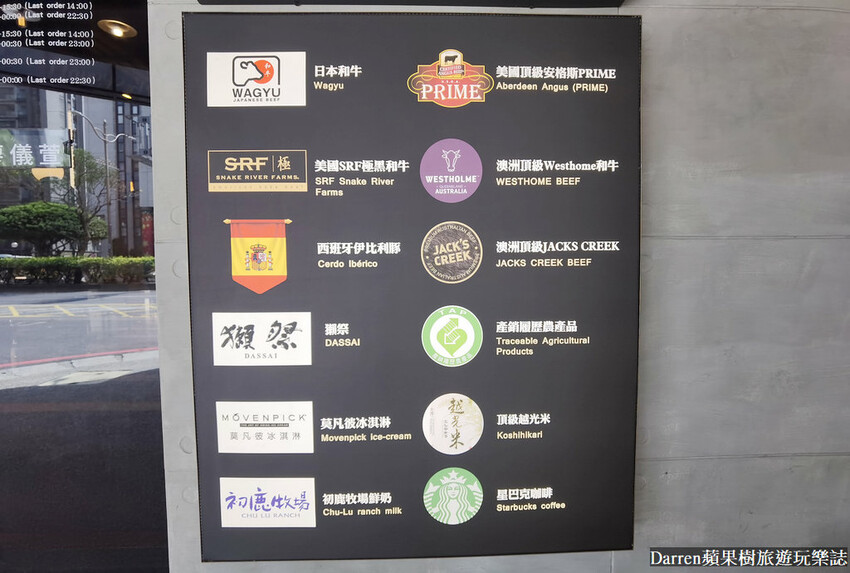 -15:30 (Last order 14:00)
-00:00 (Last order 22:30)
-15:30 (Last order 14:00)
-00:30 (Last order 23:00)
-00:30 (Last order 23:00)
-00:00 (Last order 22:30)
儀萱
WAGYU
JAPANESE BEEF
日本和牛
Wagyu
PRIME
美國頂級安格斯PRIME
Aberdeen Angus (PRIME)
SRF 極
SNAKE RIVER FARMS.
美國SRF極黑和牛
SRF Snake River
Farms
WESTHOLME
QUEENSLAND
AUSTRALIA
澳洲頂級Westhome和牛
WESTHOME BEEF
西班牙伊比利豚
Cerdo Ibérico
JACK'S
CREEK
澳洲頂級JACKS CREEK
JACKS CREEK BEEF
獺祭
DASSAI
獺祭
DASSAI
TAP
產銷履歷農產品
Traceable Agricultural
Products
MÖVENPICK
莫凡彼冰淇淋
莫凡彼冰淇淋
Movenpick ice-cream
越光米
頂級越光米
Koshihikari
初鹿牧場
CHU LU RANCH
初鹿牧場鮮奶
Chu-Lu ranch milk
星巴克咖啡
Starbucks coffee
Darren蘋果樹旅遊玩樂誌